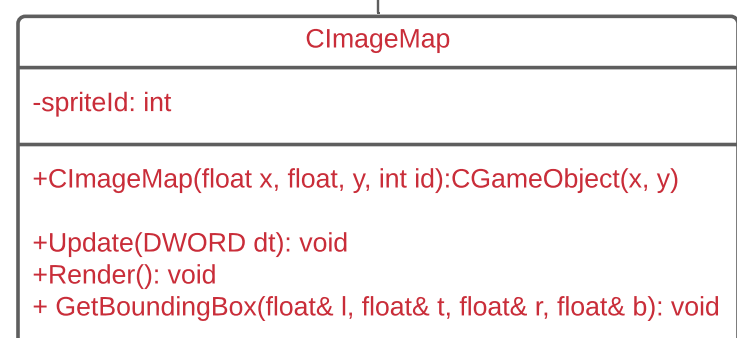 CImageMap
-spriteId: int
+CImageMap(float x, float, y, int id):CGameObject(x, y)
+Update(DWORD dt): void
+Render(): void
+ GetBoundingBox(float& l, float& t, float& r, float& b): void